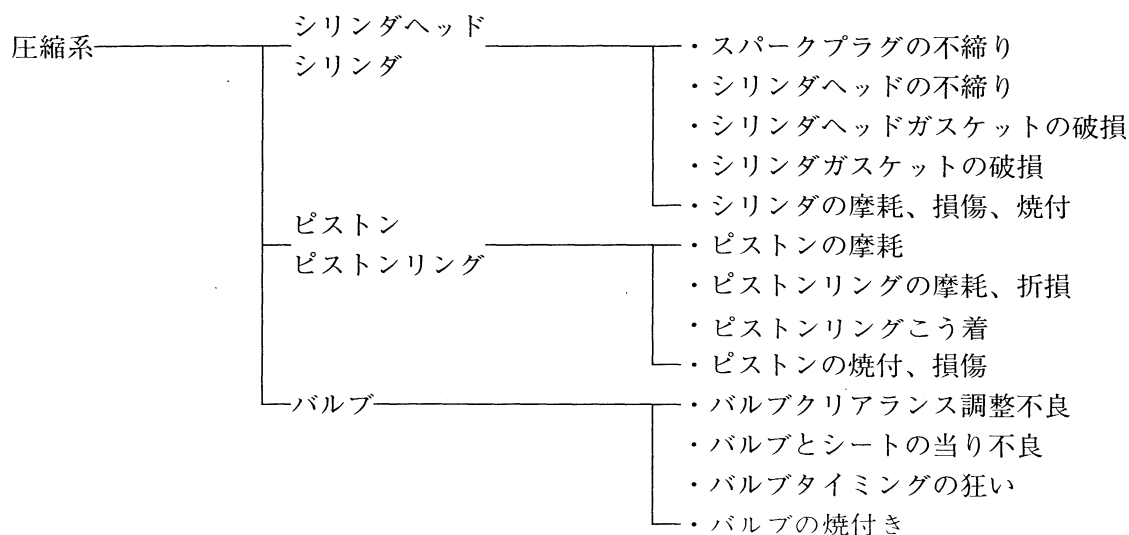 圧縮系
シリンダヘッド
シリンダ
・スパークプラグの不締り
・シリンダヘッドの不締り
・シリンダヘッドガスケットの破損
・シリンダガスケットの破損
・シリンダの摩耗、損傷、焼付
ピストン
ピストンリング
・ピストンの摩耗
・ピストンリングの摩耗、折損
・ピストンリングこう着
・ピストンの焼付、損傷
バルブ
・バルブクリアランス調整不良
・バルブとシートの当り不良
・バルブタイミングの狂い
・バルブの焼付き